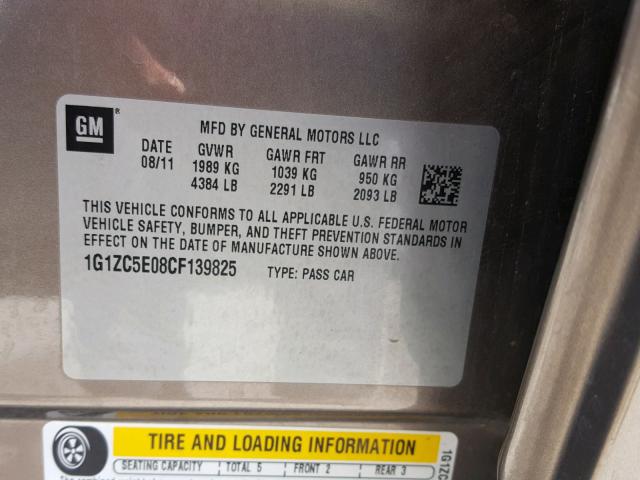 GM
MFD BY GENERAL MOTORS LLC
DATE GVWR GAWR FRT GAWR RR
08/11 1989 KG 1039 KG 950 KG
4384 LB 2291 LB 2093 LB
THIS VEHICLE CONFORMS TO ALL APPLICABLE U.S. FEDERAL MOTOR
VEHICLE SAFETY, BUMPER, AND THEFT PREVENTION STANDARDS IN
EFFECT ON THE DATE OF MANUFACTURE SHOWN ABOVE.
1G1ZC5E08CF139825 TYPE: PASS CAR
TIRE AND LOADING INFORMATION
SEATING CAPACITY TOTAL 5 FRONT 2 REAR 3
1G1ZC